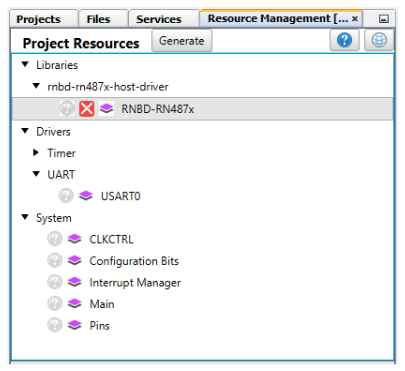 Projects Files Services Resource Management [... ×
Project Resources Generate ?
Libraries
rnbd-rn487x-host-driver
? RNBD-RN487x
Drivers
Timer
UART
? USART0
System
? CLKCTRL
? Configuration Bits
? Interrupt Manager
? Main
? Pins